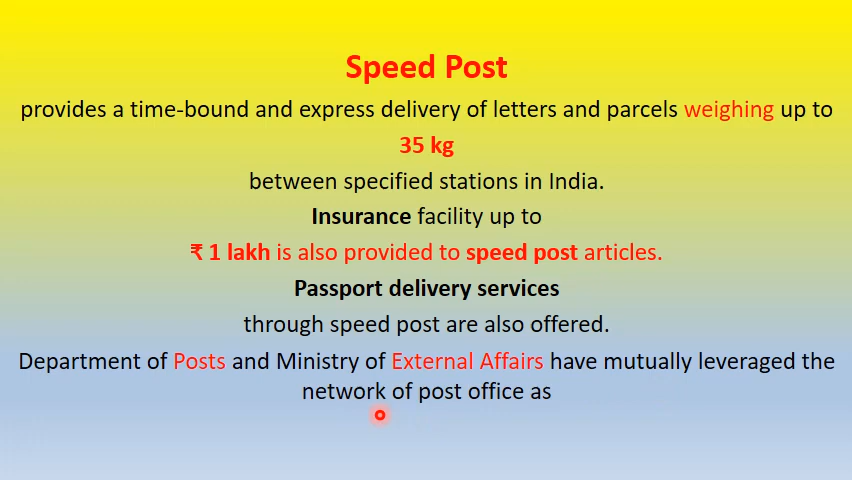 Speed Post
provides a time-bound and express delivery of letters and parcels weighing up to
35 kg
between specified stations in India.
Insurance facility up to
₹ 1 lakh is also provided to speed post articles.
Passport delivery services
through speed post are also offered.
Department of Posts and Ministry of External Affairs have mutually leveraged the
network of post office as